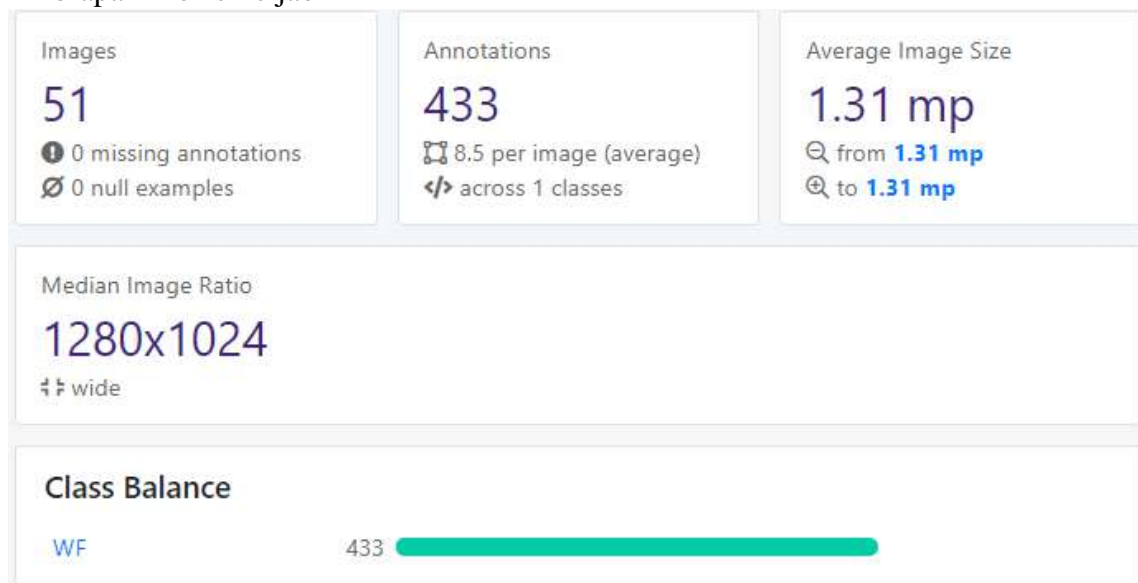 Images
51
0 missing annotations
0 null examples
Annotations
433
8.5 per image (average)
</> across 1 classes
Average Image Size
1.31 mp
from 1.31 mp
to 1.31 mp
Median Image Ratio
1280x1024
wide
Class Balance
WF 433